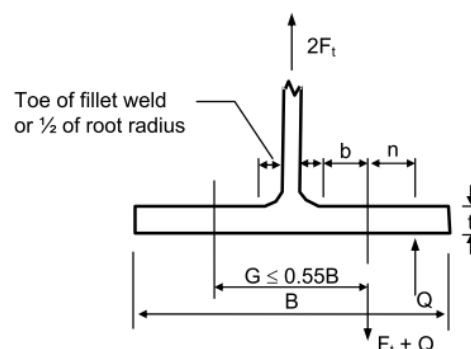 2Fₜ
Toe of fillet weld
or ½ of root radius
b
n
t
G ≤ 0.55B
B
Q
Fₜ + Q